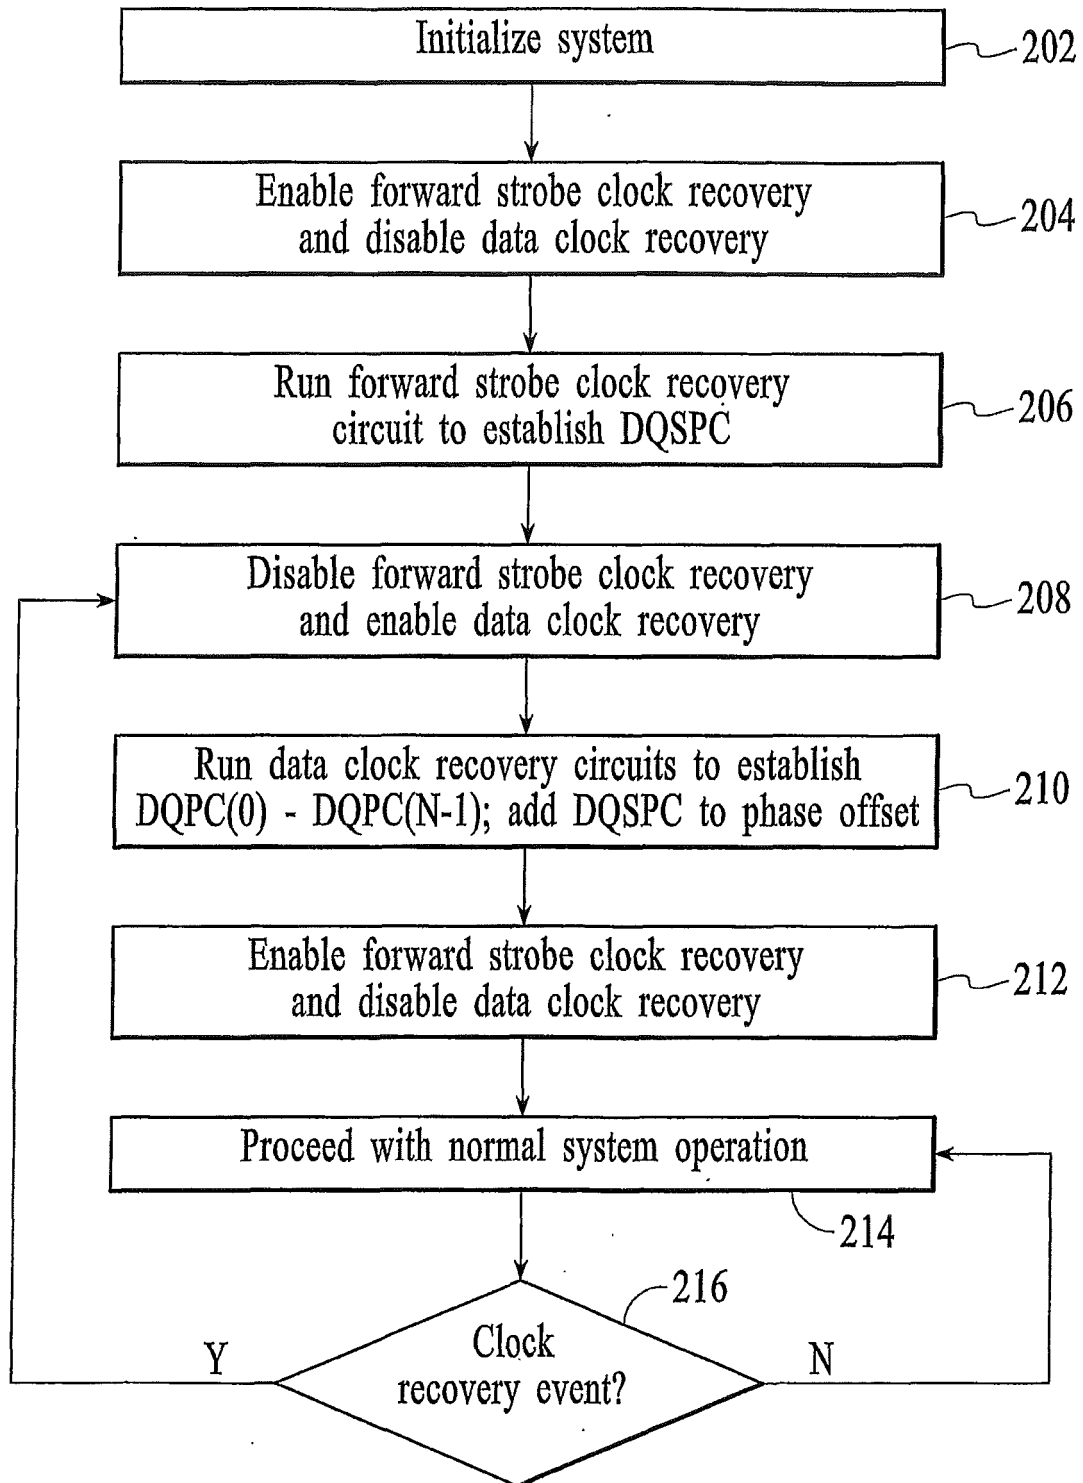 Initialize system
202
Enable forward strobe clock recovery
and disable data clock recovery
204
Run forward strobe clock recovery
circuit to establish DQSPC
206
Disable forward strobe clock recovery
and enable data clock recovery
208
Run data clock recovery circuits to establish
DQPC(0) - DQPC(N-1); add DQSPC to phase offset
210
Enable forward strobe clock recovery
and disable data clock recovery
212
Proceed with normal system operation
214
216
Clock
recovery event?
Y
N